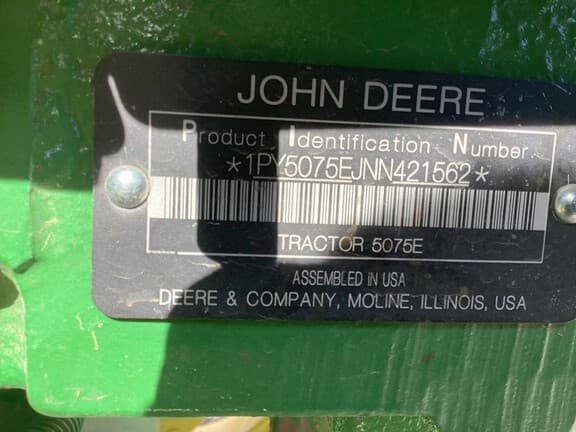 JOHN DEERE
Product Identification Number
*1PY5075EJNN421562*
TRACTOR 5075E
ASSEMBLED IN USA
DEERE & COMPANY, MOLINE, ILLINOIS, USA